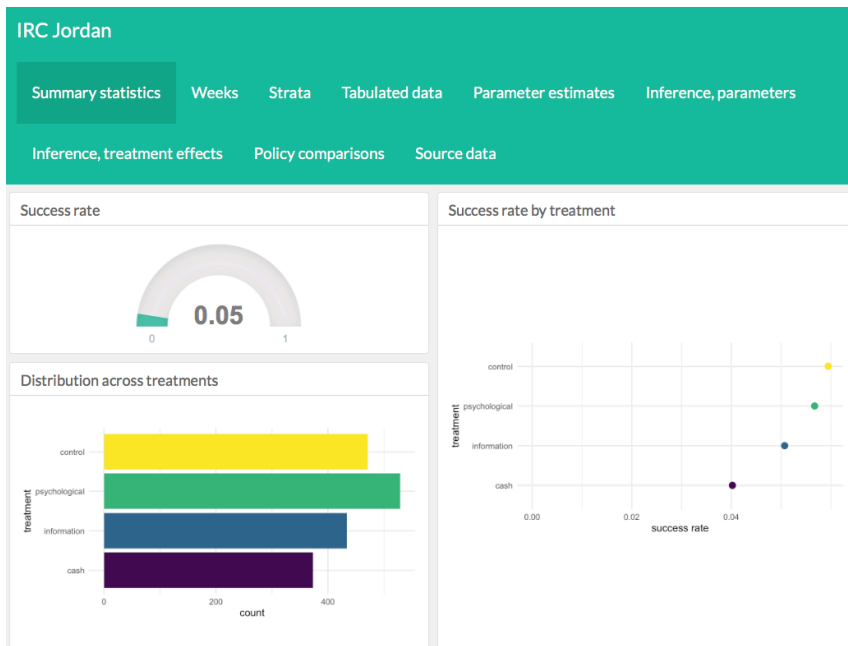 IRC Jordan
Summary statistics Weeks Strata Tabulated data Parameter estimates Inference, parameters
Inference, treatment effects Policy comparisons Source data
Success rate
0.05
0 1
Distribution across treatments
treatment
control
psychological
information
cash
0 200 400
count
Success rate by treatment
treatment
control
psychological
information
cash
0.00 0.02 0.04
success rate